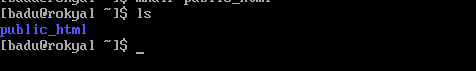 [badu@rokyal ~]$ ls
public_html
[badu@rokyal ~]$ _